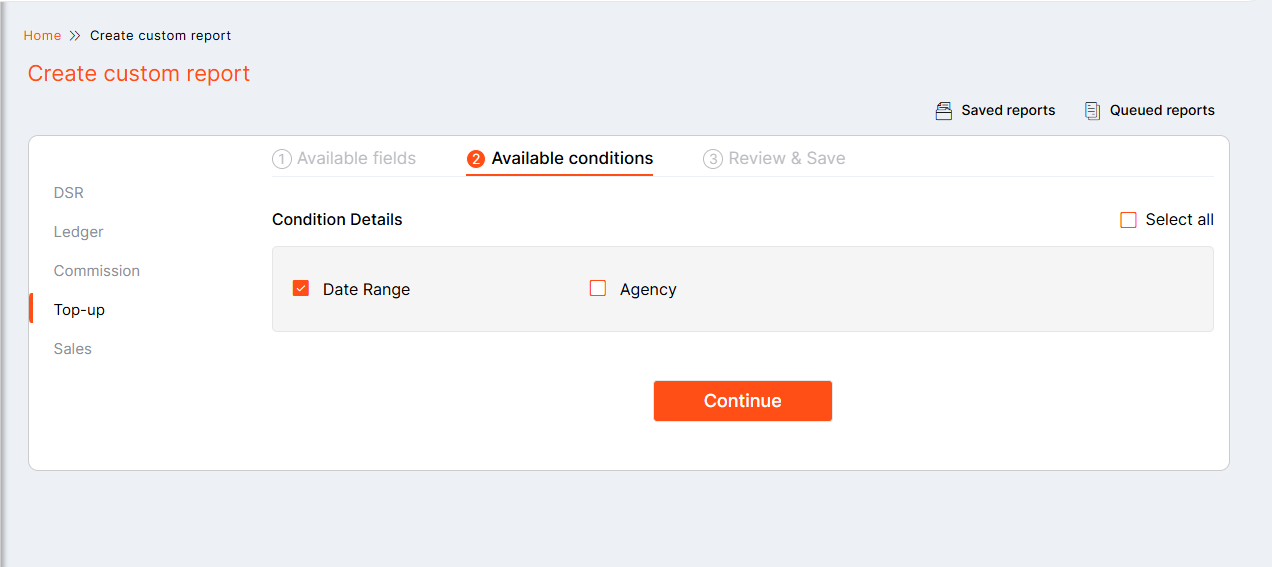 Home >> Create custom report
Create custom report
Saved reports Queued reports
1 Available fields 2 Available conditions 3 Review & Save
DSR
Ledger
Commission
Top-up
Sales
Condition Details Select all
Date Range Agency
Continue